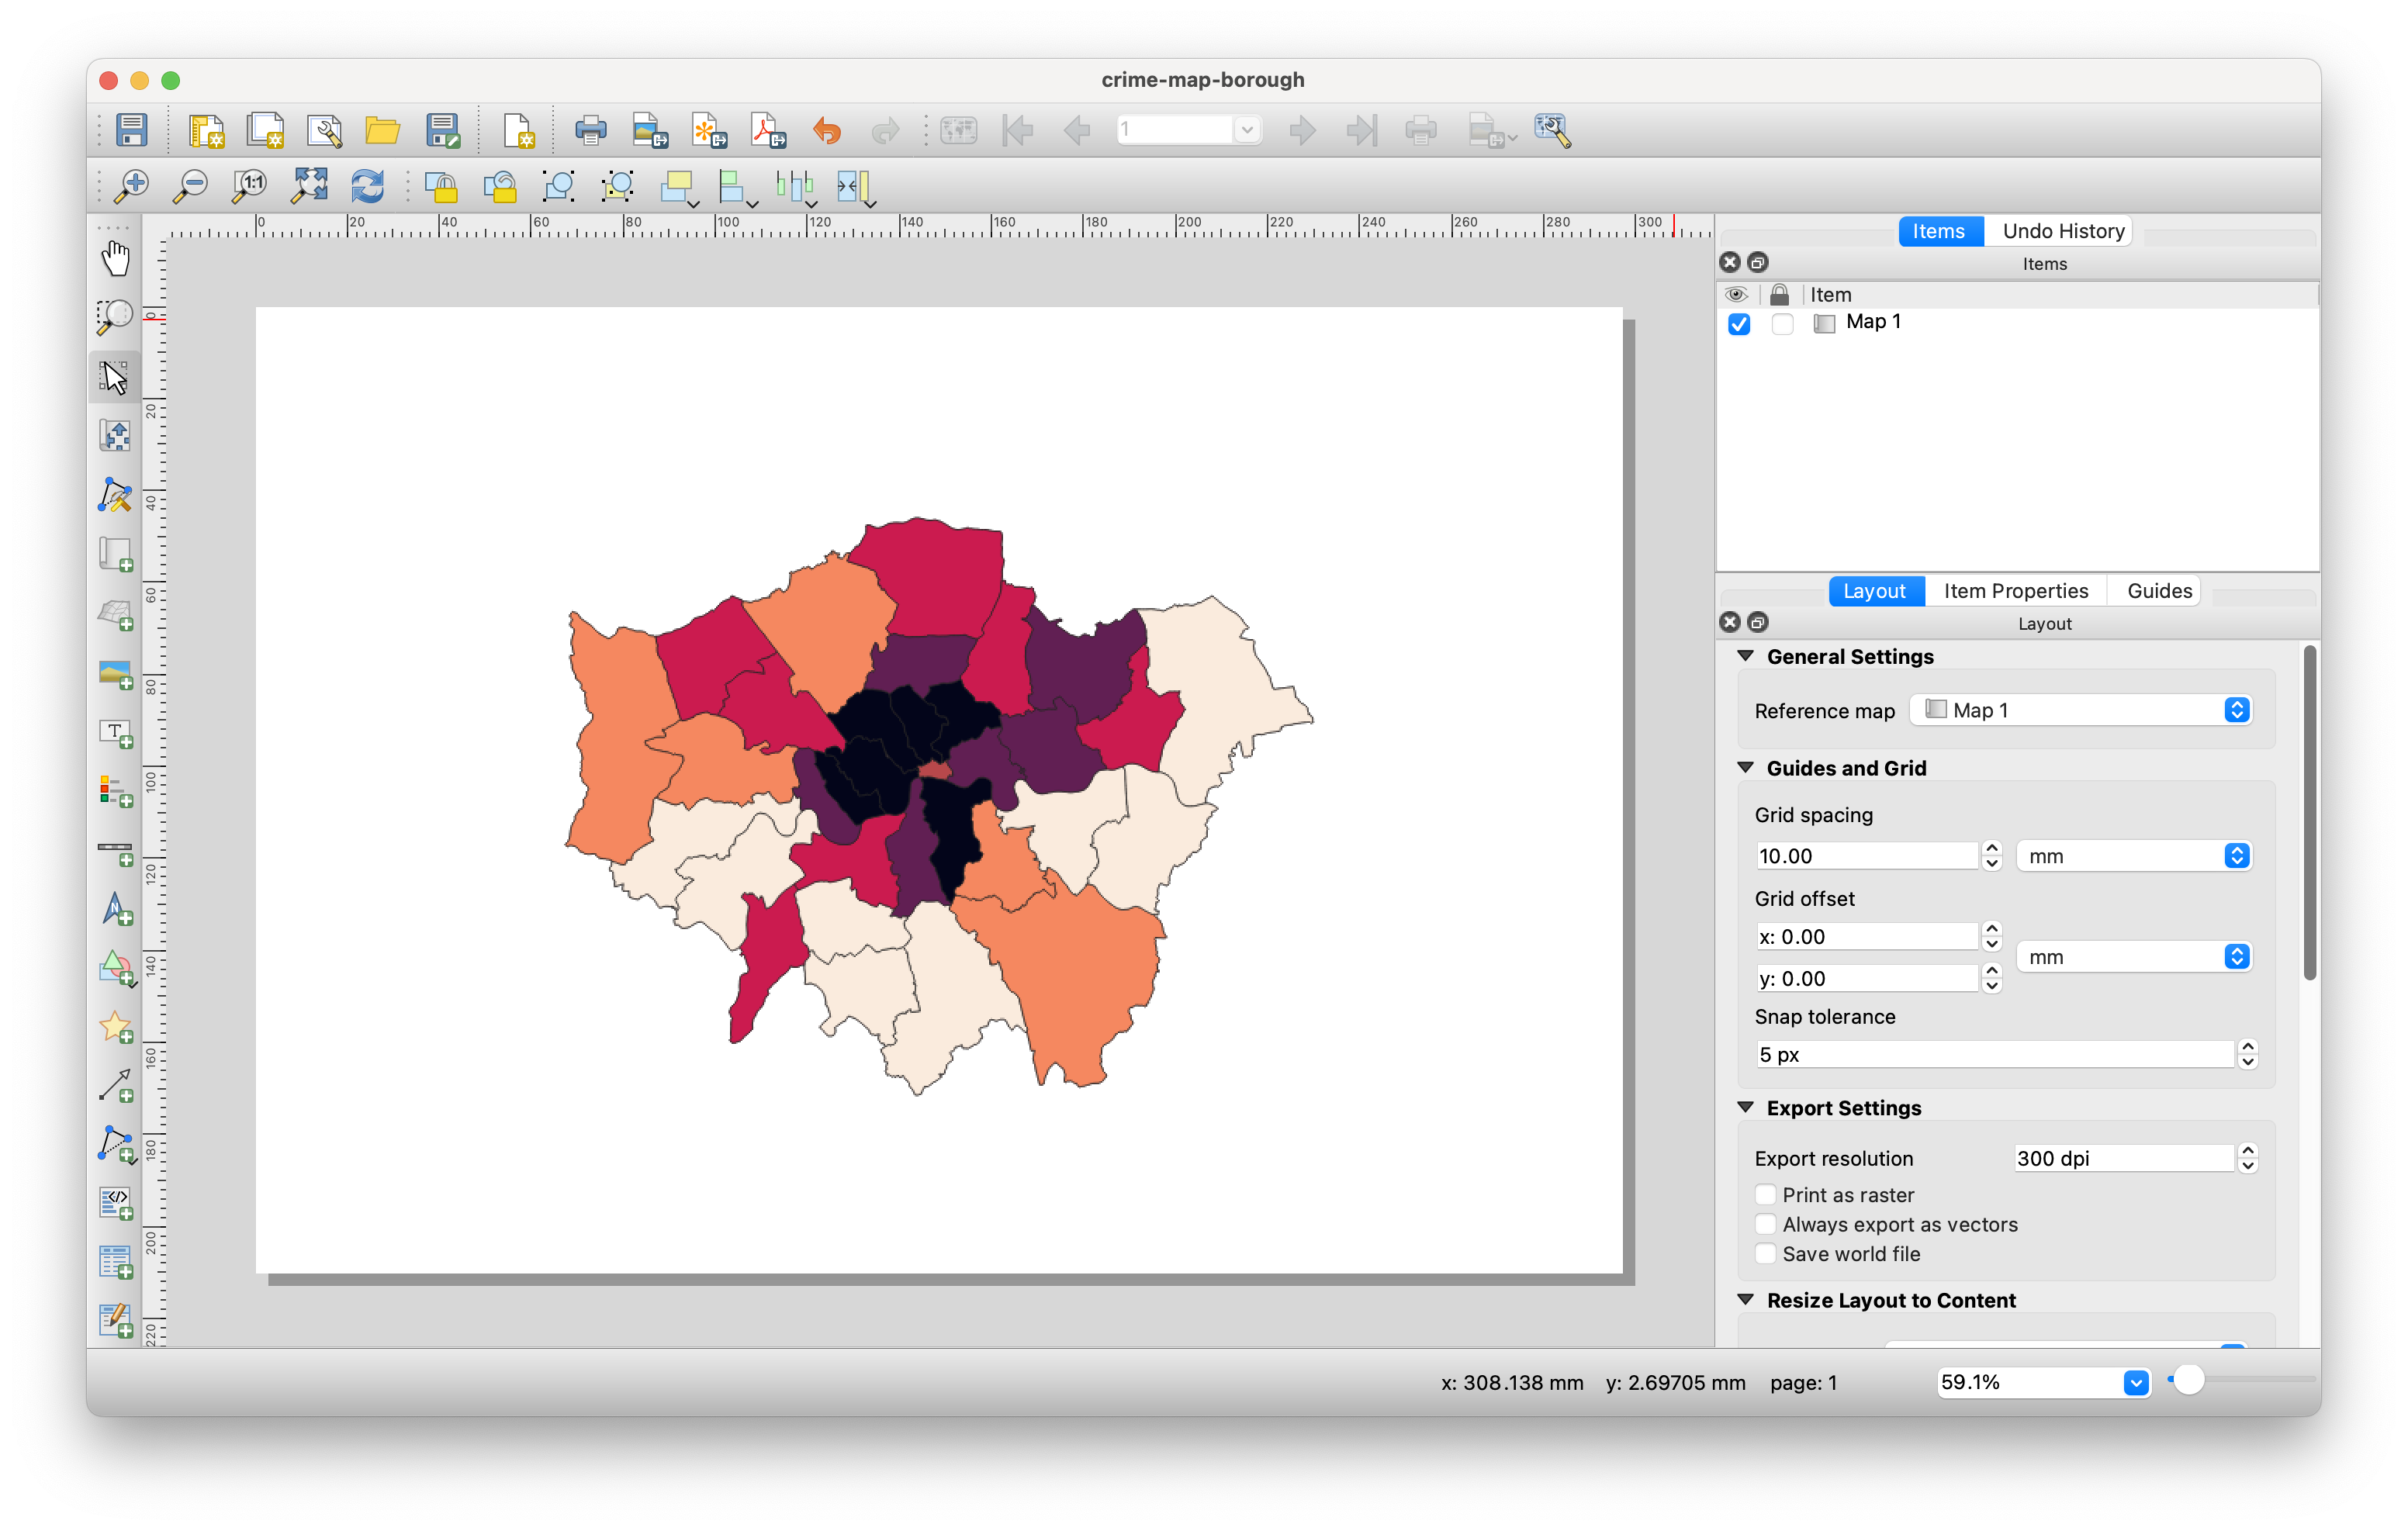 crime-map-borough
1
1:1
0 20 40 60 80 100 120 140 160 180 200 220 240 260 280 300
Items Undo History
Items
Item
Map 1
0
20
40
60
80
100
120
140
160
180
200
220
T
N
</>
Layout Item Properties Guides
Layout
General Settings
Reference map Map 1
Guides and Grid
Grid spacing
10.00 mm
Grid offset
x: 0.00
mm
y: 0.00
Snap tolerance
5 px
Export Settings
Export resolution 300 dpi
Print as raster
Always export as vectors
Save world file
Resize Layout to Content
x: 308.138 mm y: 2.69705 mm page: 1 59.1%